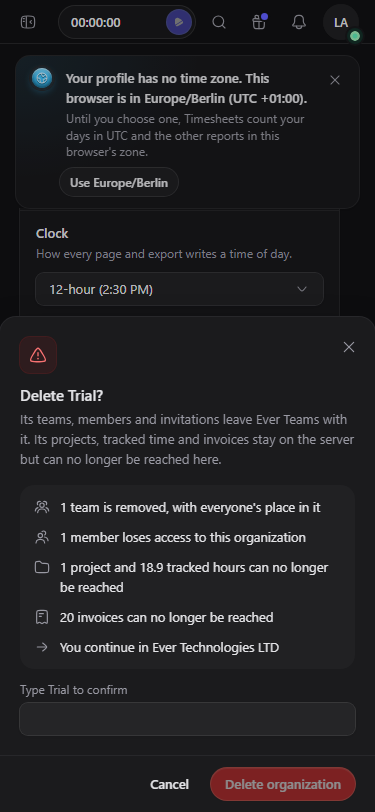 00:00:00
LA
Your profile has no time zone. This
browser is in Europe/Berlin (UTC +01:00).
Until you choose one, Timesheets count your
days in UTC and the other reports in this
browser's zone.
Use Europe/Berlin
Clock
How every page and export writes a time of day.
12-hour (2:30 PM)
Delete Trial?
Its teams, members and invitations leave Ever Teams with
it. Its projects, tracked time and invoices stay on the server
but can no longer be reached here.
1 team is removed, with everyone's place in it
1 member loses access to this organization
1 project and 18.9 tracked hours can no longer
be reached
20 invoices can no longer be reached
You continue in Ever Technologies LTD
Type Trial to confirm
Cancel
Delete organization